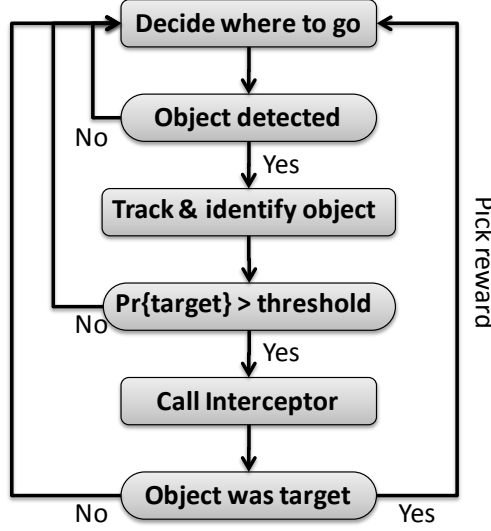 Decide where to go
Object detected
No
Yes
Track & identify object
Pick reward
Pr{target} > threshold
No
Yes
Call Interceptor
Object was target
No
Yes